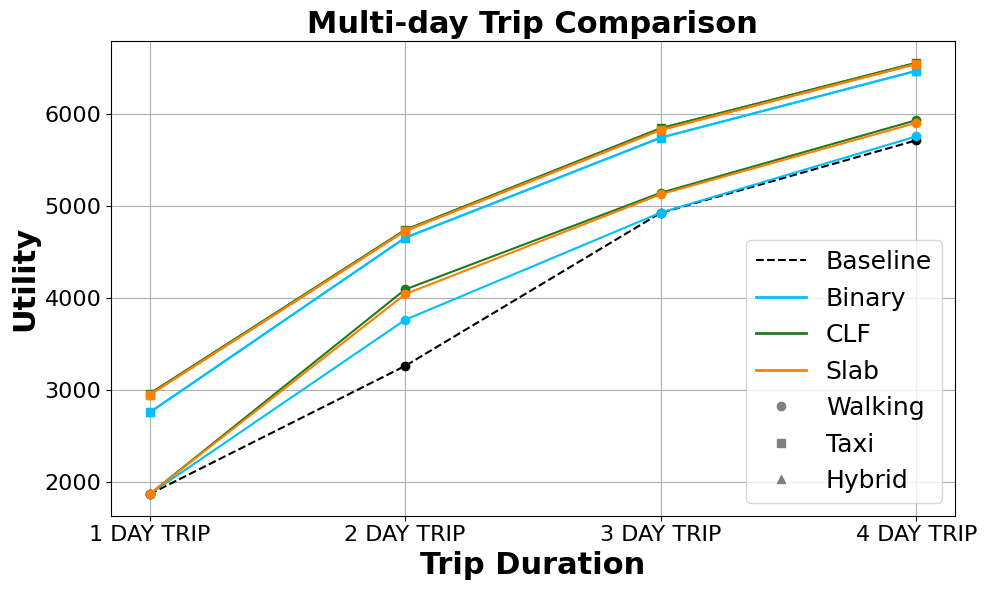 Multi-day Trip Comparison
Utility
6000
5000
4000
3000
2000
Baseline
Binary
CLF
Slab
Walking
Taxi
Hybrid
1 DAY TRIP
2 DAY TRIP
3 DAY TRIP
4 DAY TRIP
Trip Duration